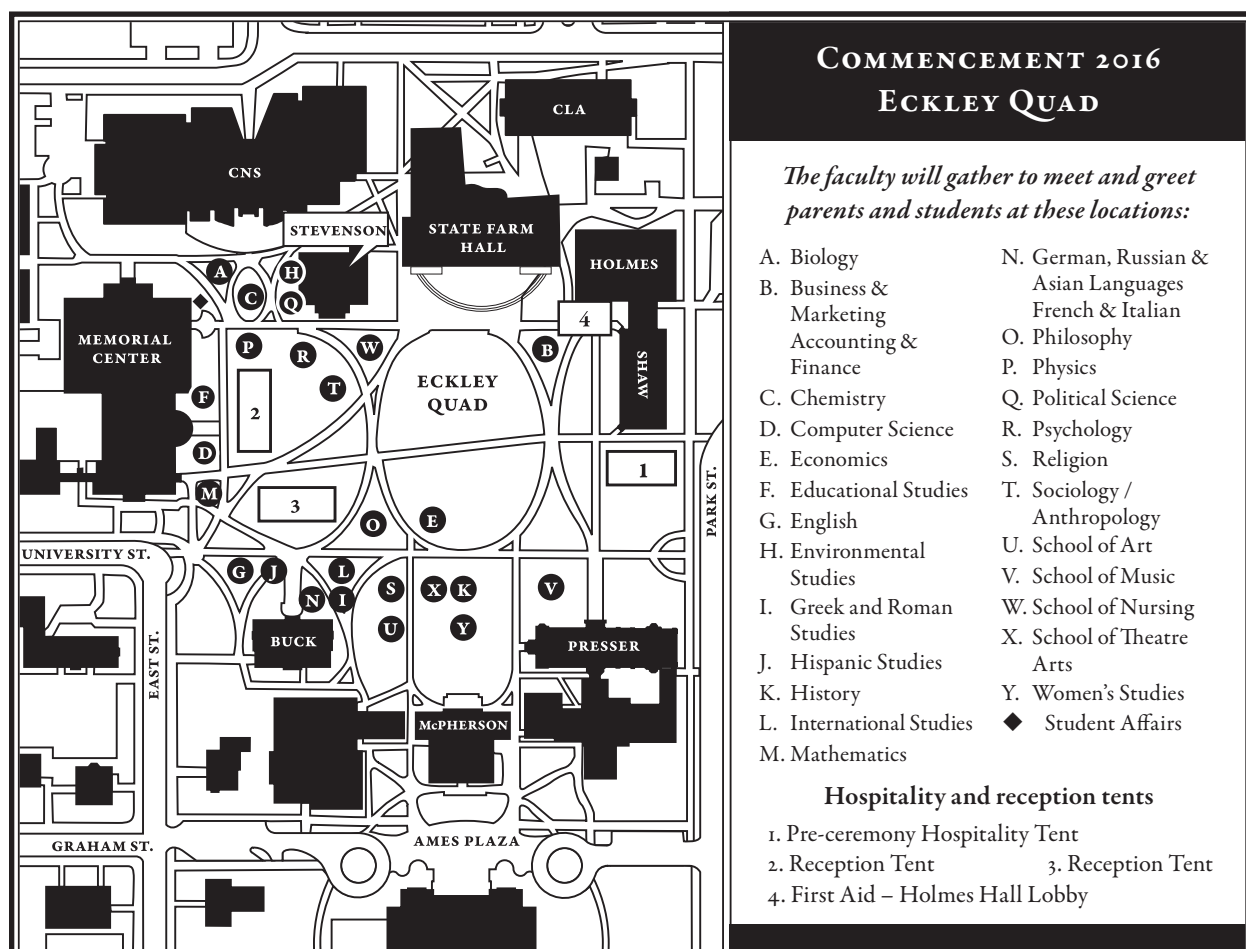 CNS
CLA
STEVENSON
STATE FARM
HALL
HOLMES
A
H
C
Q
4
MEMORIAL
CENTER
P
R
W
B
SHAW
T
ECKLEY
QUAD
F
2
D
1
M
3
O
E
PARK ST.
UNIVERSITY ST.
G
J
L
S
X
K
V
N
I
U
Y
BUCK
PRESSER
EAST ST.
McPHERSON
AMES PLAZA
GRAHAM ST.
Commencement 2016
Eckley Quad
The faculty will gather to meet and greet
parents and students at these locations:
A. Biology
B. Business &
Marketing
Accounting &
Finance
C. Chemistry
D. Computer Science
E. Economics
F. Educational Studies
G. English
H. Environmental
Studies
I. Greek and Roman
Studies
J. Hispanic Studies
K. History
L. International Studies
M. Mathematics
N. German, Russian &
Asian Languages
French & Italian
O. Philosophy
P. Physics
Q. Political Science
R. Psychology
S. Religion
T. Sociology /
Anthropology
U. School of Art
V. School of Music
W. School of Nursing
X. School of Theatre
Arts
Y. Women’s Studies
◆ Student Affairs
Hospitality and reception tents
1. Pre-ceremony Hospitality Tent
2. Reception Tent 3. Reception Tent
4. First Aid – Holmes Hall Lobby